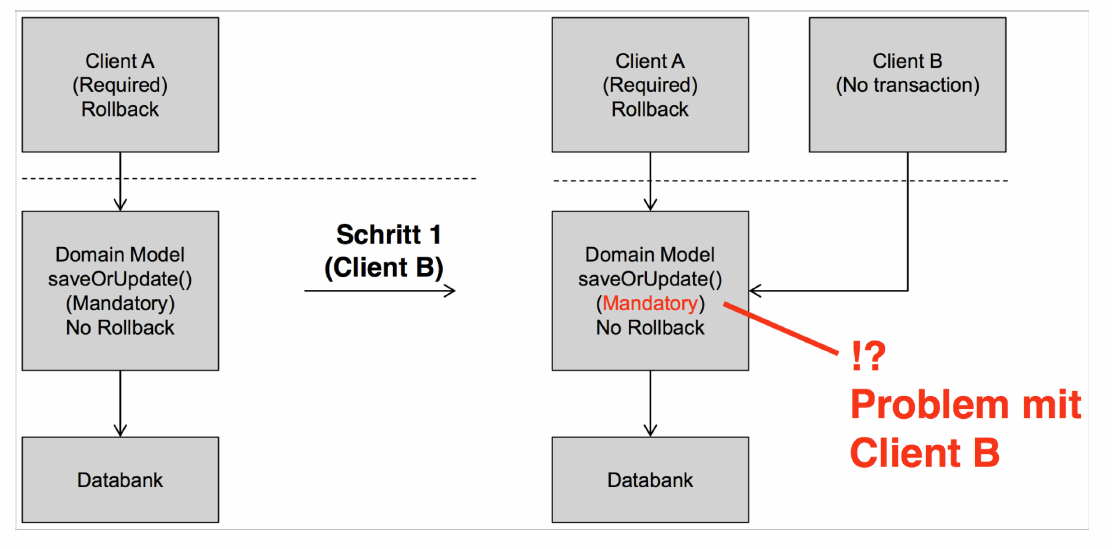 Client A
(Required)
Rollback
Domain Model
saveOrUpdate()
(Mandatory)
No Rollback
Databank
Schritt 1
(Client B)
Client A
(Required)
Rollback
Client B
(No transaction)
Domain Model
saveOrUpdate()
(Mandatory)
No Rollback
Databank
!?
Problem mit
Client B